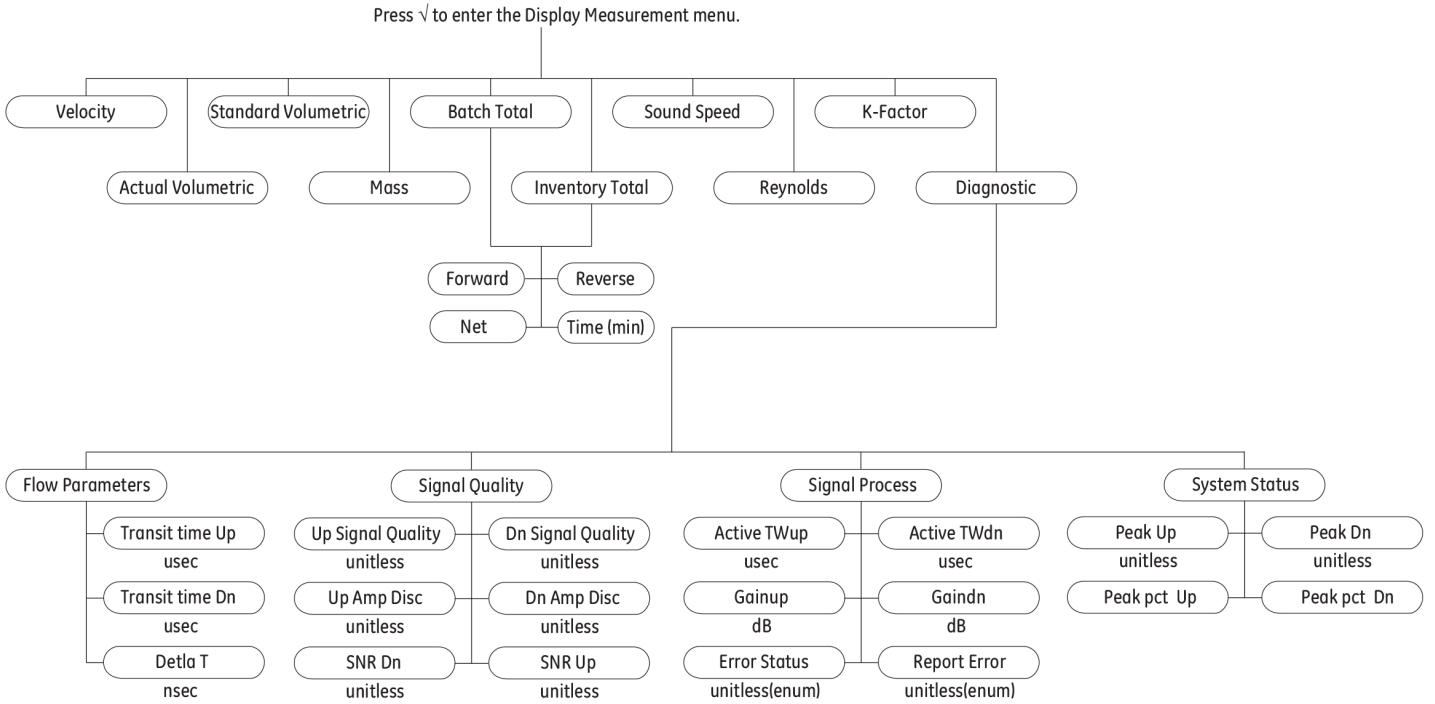 Press √ to enter the Display Measurement menu.
Velocity
Standard Volumetric
Batch Total
Sound Speed
K-Factor
Actual Volumetric
Mass
Inventory Total
Reynolds
Diagnostic
Forward
Reverse
Net
Time (min)
Flow Parameters
Signal Quality
Signal Process
System Status
Transit time Up
usec
Transit time Dn
usec
Detla T
nsec
Up Signal Quality
unitless
Dn Signal Quality
unitless
Up Amp Disc
unitless
Dn Amp Disc
unitless
SNR Dn
unitless
SNR Up
unitless
Active TWup
usec
Active TWdn
usec
Gainup
dB
Gaindn
dB
Error Status
unitless(enum)
Report Error
unitless(enum)
Peak Up
unitless
Peak Dn
unitless
Peak pct Up
Peak pct Dn